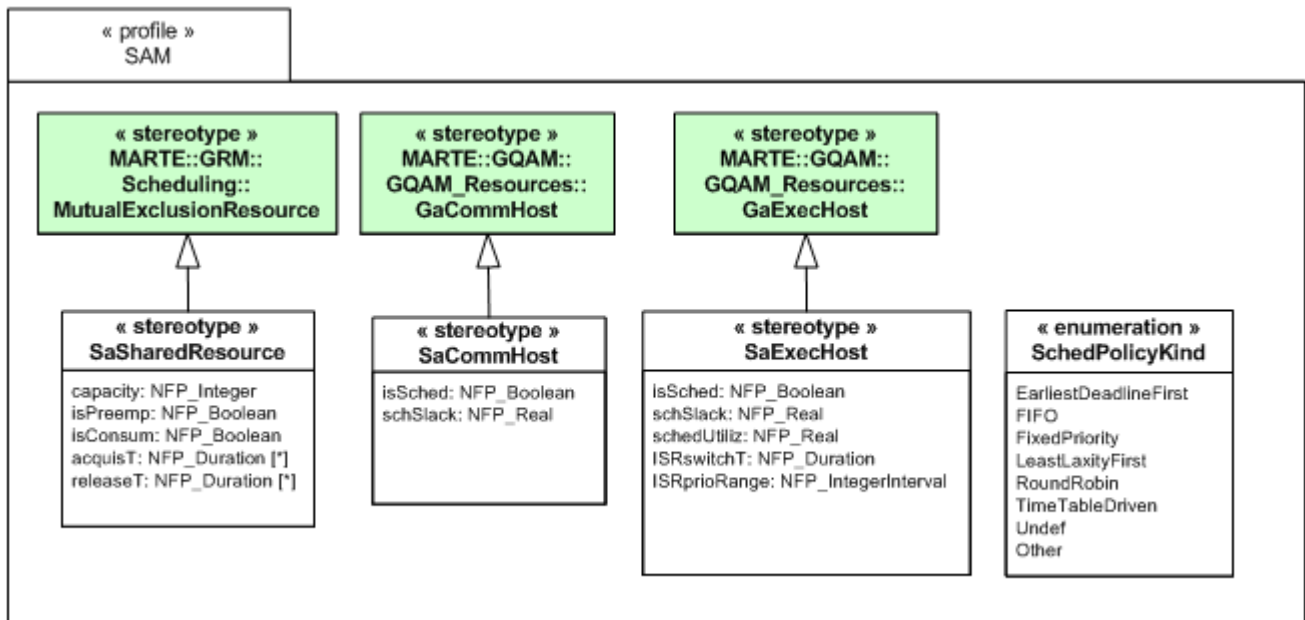 « profile »
SAM
« stereotype »
MARTE::GRM::
Scheduling::
MutualExclusionResource
« stereotype »
MARTE::GQAM::
GQAM_Resources::
GaCommHost
« stereotype »
MARTE::GQAM::
GQAM_Resources::
GaExecHost
« stereotype »
SaSharedResource
capacity: NFP_Integer
isPreemp: NFP_Boolean
isConsum: NFP_Boolean
acquisT: NFP_Duration [*]
releaseT: NFP_Duration [*]
« stereotype »
SaCommHost
isSched: NFP_Boolean
schSlack: NFP_Real
« stereotype »
SaExecHost
isSched: NFP_Boolean
schSlack: NFP_Real
schedUtiliz: NFP_Real
ISRswitchT: NFP_Duration
ISRprioRange: NFP_IntegerInterval
« enumeration »
SchedPolicyKind
EarliestDeadlineFirst
FIFO
FixedPriority
LeastLaxityFirst
RoundRobin
TimeTableDriven
Undef
Other